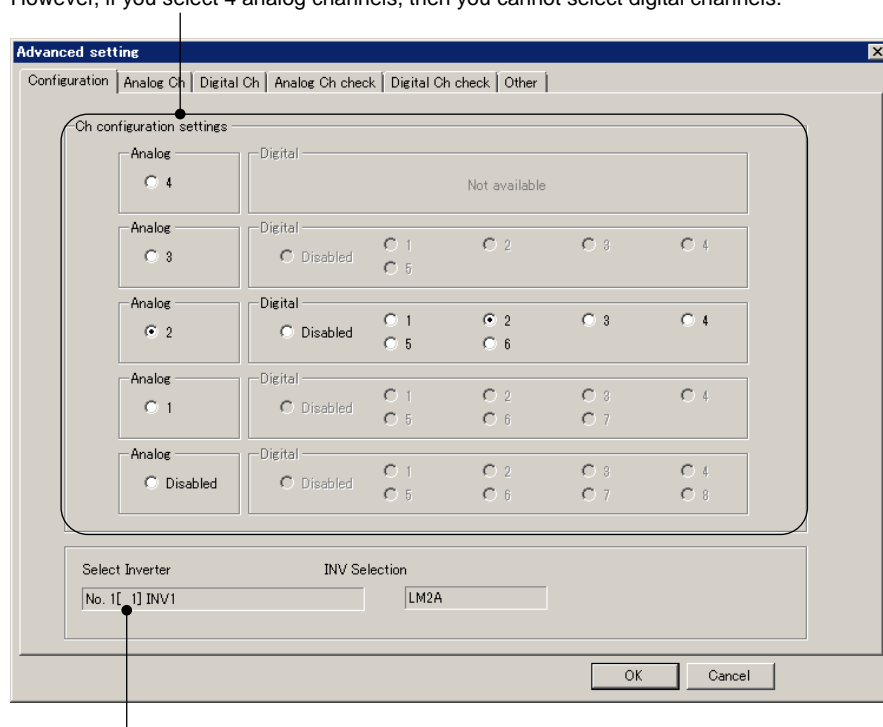 However, if you select 4 analog channels, then you cannot select digital channels.
Advanced setting
Configuration Analog Ch Digital Ch Analog Ch check Digital Ch check Other
Ch configuration settings
Analog Digital
4 Not available
Analog Digital
3 Disabled 1 2 3 4
5
Analog Digital
2 Disabled 1 2 3 4
5 6
Analog Digital
1 Disabled 1 2 3 4
5 6 7
Analog Digital
Disabled Disabled 1 2 3 4
5 6 7 8
Select Inverter INV Selection
No. 1[ 1] INV1 LM2A
OK Cancel